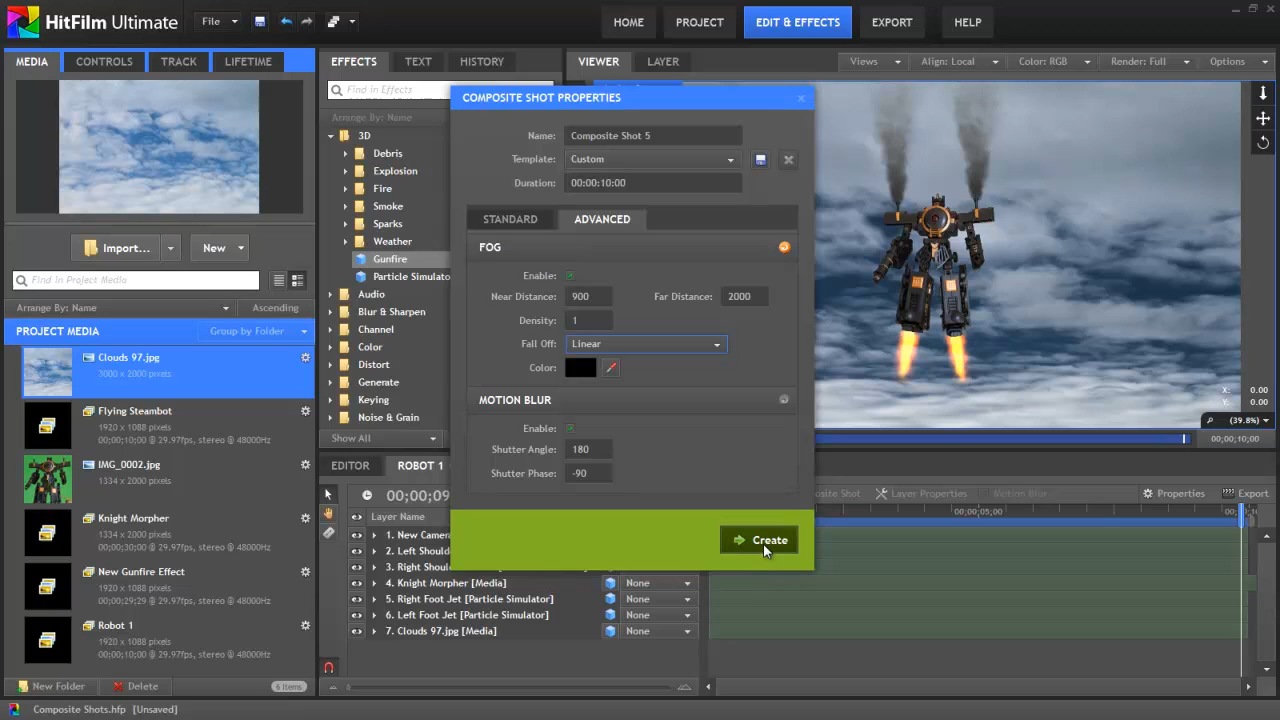 HitFilm Ultimate
File
HOME
PROJECT
EDIT & EFFECTS
EXPORT
HELP
MEDIA
CONTROLS
TRACK
LIFETIME
Import...
New
Find in Project Media
Arrange By: Name
Ascending
PROJECT MEDIA
Group by Folder
Clouds 97.jpg
3000 x 2000 pixels
Flying Steambot
1920 x 1088 pixels
00;00;10;00 @ 29.97fps, stereo @ 48000Hz
IMG_0002.jpg
1334 x 2000 pixels
Knight Morpher
1334 x 2000 pixels
00;00;30;00 @ 29.97fps, stereo @ 48000Hz
New Gunfire Effect
1920 x 1088 pixels
00;00;29;29 @ 29.97fps, stereo @ 48000Hz
Robot 1
1920 x 1088 pixels
00;00;10;00 @ 29.97fps, stereo @ 48000Hz
New Folder
Delete
6 Items
Composite Shots.hfp [Unsaved]
EFFECTS
TEXT
HISTORY
Find in Effects
Arrange By: Name
3D
Debris
Explosion
Fire
Smoke
Sparks
Weather
Gunfire
Particle Simulato
Audio
Blur & Sharpen
Channel
Color
Distort
Generate
Keying
Noise & Grain
Show All
VIEWER
LAYER
Views
Align: Local
Color: RGB
Render: Full
Options
X: 0.00
Y: 0.00
(39.8%)
00;00;10;00
COMPOSITE SHOT PROPERTIES
Name: Composite Shot 5
Template: Custom
Duration: 00:00:10:00
STANDARD
ADVANCED
FOG
Enable:
Near Distance: 900
Far Distance: 2000
Density: 1
Fall Off: Linear
Color:
MOTION BLUR
Enable:
Shutter Angle: 180
Shutter Phase: -90
Create
EDITOR
ROBOT 1
00;00;09
osite Shot
Layer Properties
Motion Blur
Properties
Export
00;00;05;00
Layer Name
1. New Camera
2. Left Should
3. Right Should
4. Knight Morpher [Media]
None
5. Right Foot Jet [Particle Simulator]
None
6. Left Foot Jet [Particle Simulator]
None
7. Clouds 97.jpg [Media]
None